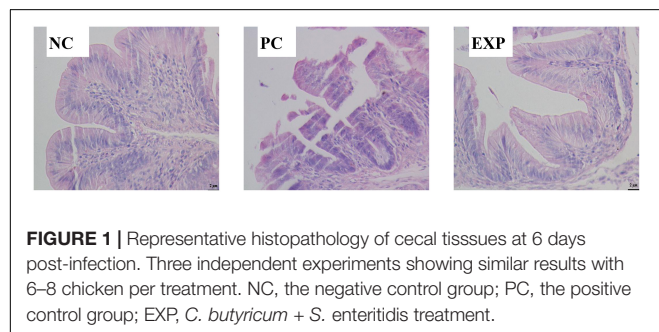 NC
PC
EXP
FIGURE 1 | Representative histopathology of cecal tisssues at 6 days
post-infection. Three independent experiments showing similar results with
6–8 chicken per treatment. NC, the negative control group; PC, the positive
control group; EXP, C. butyricum + S. enteritidis treatment.